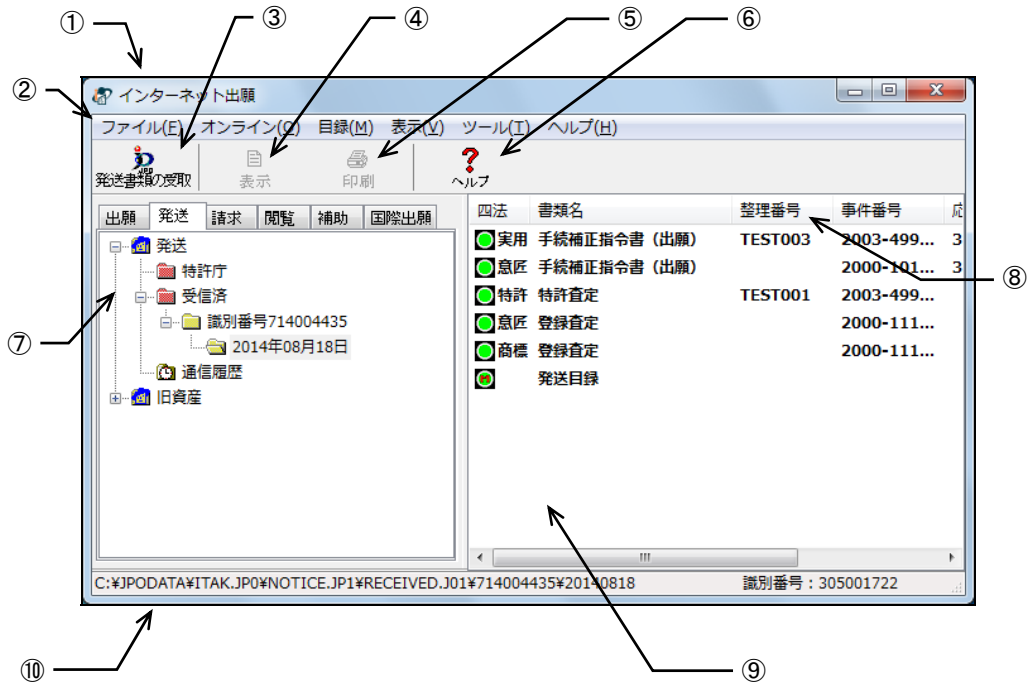 ① ③ ④ ⑤ ⑥
② インターネット出願
ファイル(F) オンライン(O) 目録(M) 表示(V) ツール(T) ヘルプ(H)
発送書類の受取 表示 印刷 ヘルプ
出願 発送 請求 閲覧 補助 国際出願
発送
特許庁
受信済
識別番号714004435
2014年08月18日
通信履歴
旧資産
⑦
四法 書類名 整理番号 事件番号
実用 手続補正指令書(出願) TEST003 2003-499... 3
意匠 手続補正指令書(出願) 2000-101... 3
特許 特許査定 TEST001 2003-499...
意匠 登録査定 2000-111...
商標 登録査定 2000-111...
発送目録
⑧
C:¥JPODATA¥ITAK.JP0¥NOTICE.JP1¥RECEIVED.J01¥714004435¥20140818 識別番号:305001722
⑩ ⑨